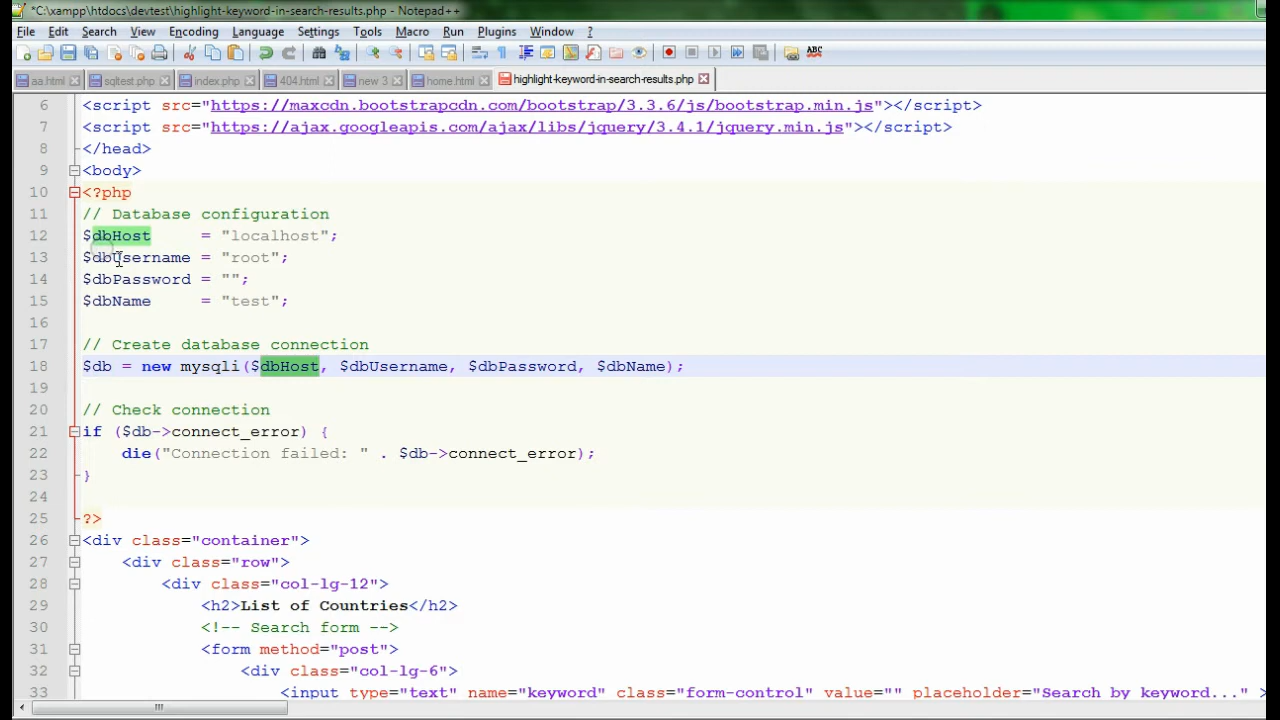 *C:\xampp\htdocs\devtest\highlight-keyword-in-search-results.php - Notepad++
File Edit Search View Encoding Language Settings Tools Macro Run Plugins Window ?
ABC
aa.html sqltest.php index.php 404.html new 3 home.html highlight-keyword-in-search-results.php
6 <script src="https://maxcdn.bootstrapcdn.com/bootstrap/3.3.6/js/bootstrap.min.js"></script>
7 <script src="https://ajax.googleapis.com/ajax/libs/jquery/3.4.1/jquery.min.js"></script>
8 </head>
9 <body>
10 <?php
11 // Database configuration
12 $dbHost     = "localhost";
13 $dbUsername = "root";
14 $dbPassword = "";
15 $dbName     = "test";
16
17 // Create database connection
18 $db = new mysqli($dbHost, $dbUsername, $dbPassword, $dbName);
19
20 // Check connection
21 if ($db->connect_error) {
22     die("Connection failed: " . $db->connect_error);
23 }
24
25 ?>
26 <div class="container">
27     <div class="row">
28         <div class="col-lg-12">
29             <h2>List of Countries</h2>
30             <!-- Search form -->
31             <form method="post">
32                 <div class="col-lg-6">
33                     <input type="text" name="keyword" class="form-control" value="" placeholder="Search by keyword..." >